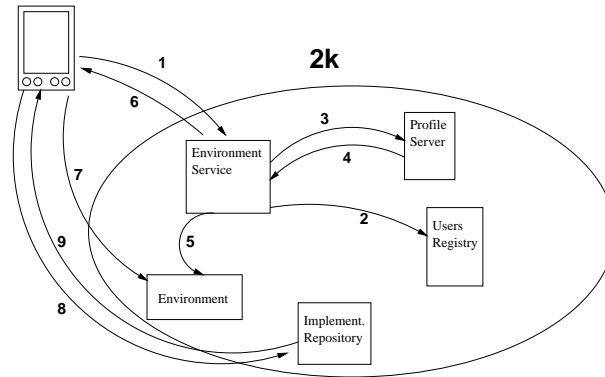 1
2k
6
3
Profile
Server
Environment
Service
4
7
2
Users
Registry
5
9
Environment
8
Implement.
Repository